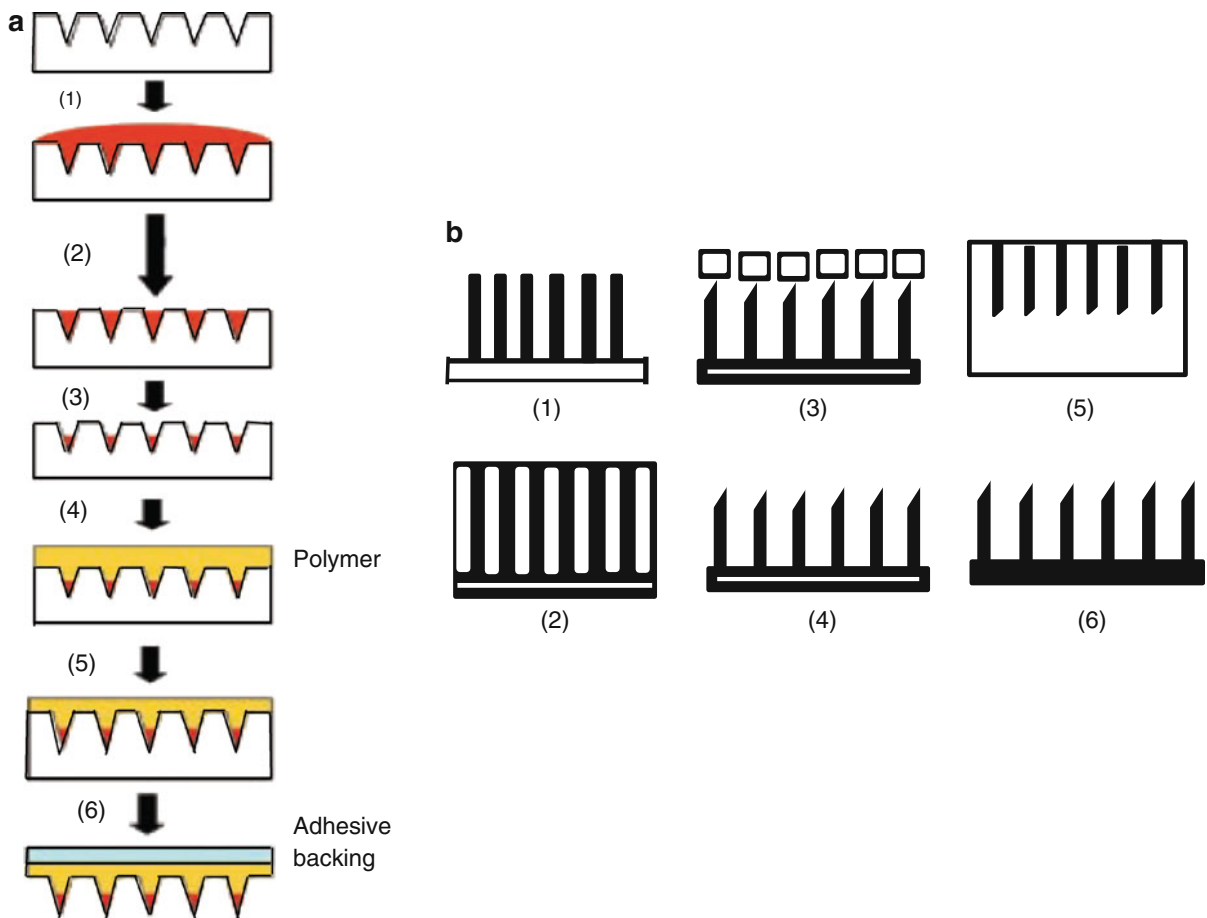 a
(1)
(2)
(3)
(4)
Polymer
(5)
(6)
Adhesive
backing
b
(1)
(3)
(5)
(2)
(4)
(6)